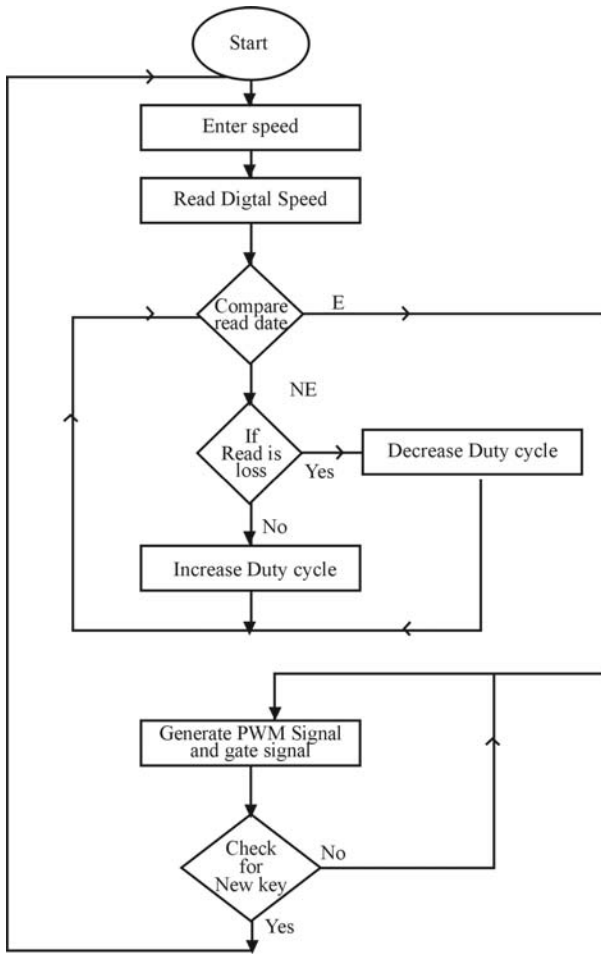 Start
Enter speed
Read Digtal Speed
Compare
read date
E
NE
If
Read is
loss
Yes
Decrease Duty cycle
No
Increase Duty cycle
Generate PWM Signal
and gate signal
Check
for
New key
No
Yes